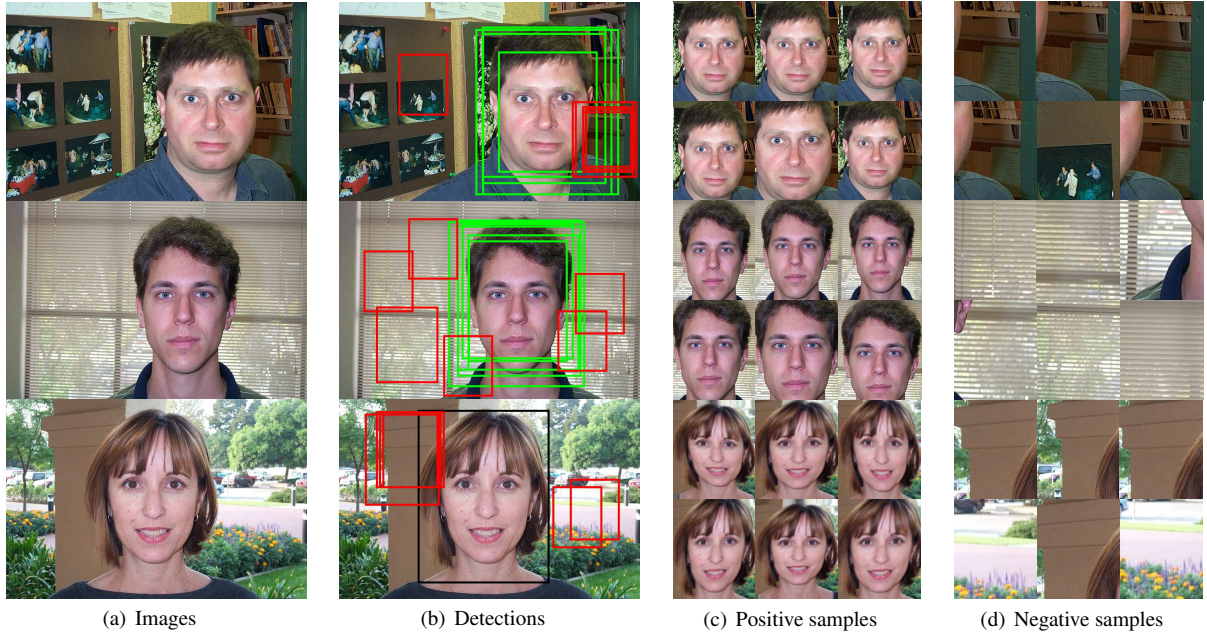 (a) Images
(b) Detections
(c) Positive samples
(d) Negative samples